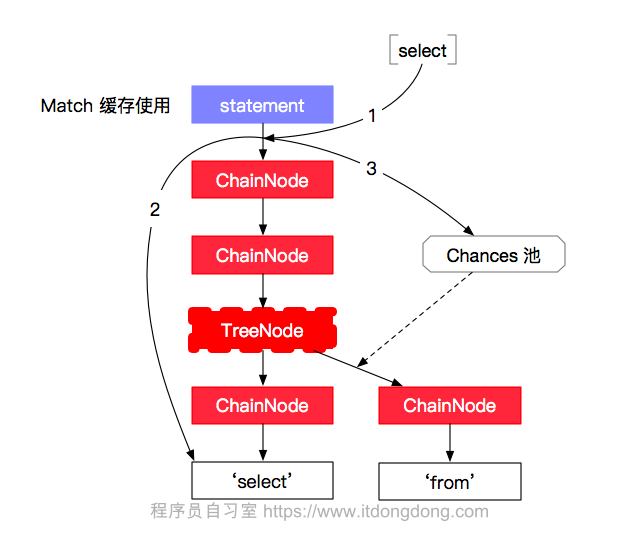 select
Match 缓存使用
statement
1
ChainNode
3
2
ChainNode
Chances 池
TreeNode
ChainNode
ChainNode
‘select’
‘from’
程序员自习室 https://www.itdongdong.com